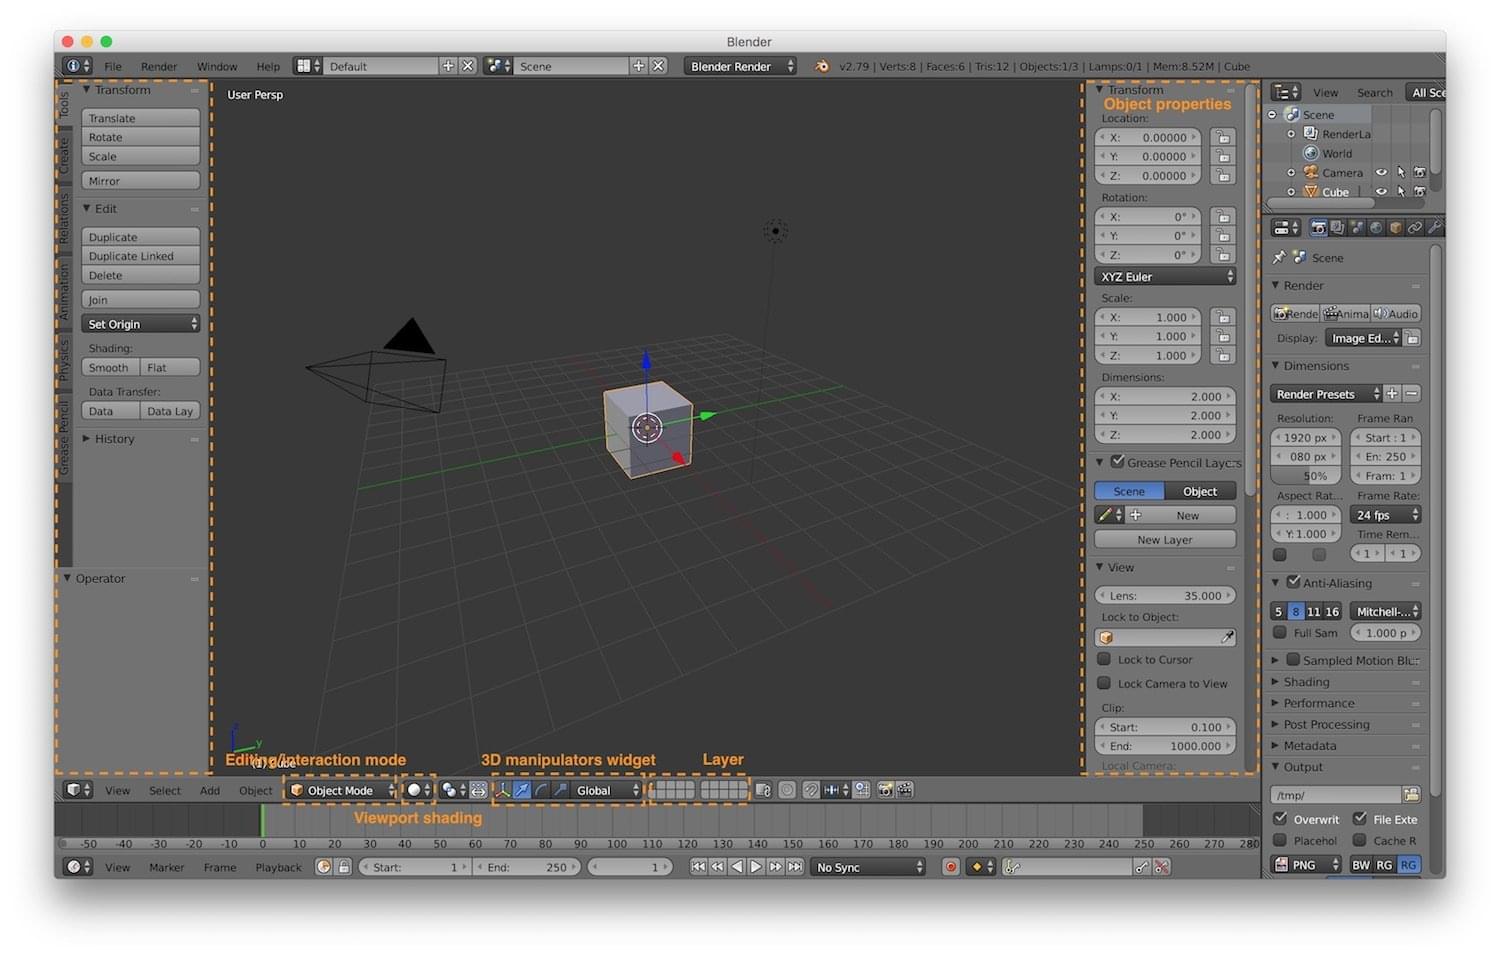 Blender
File Render Window Help Default Scene Blender Render v2.79 | Verts:8 | Faces:6 | Tris:12 | Objects:1/3 | Lamps:0/1 | Mem:8.52M | Cube
Tools
Create
Relations
Animation
Physics
Grease Pencil
Transform
Translate
Rotate
Scale
Mirror
Edit
Duplicate
Duplicate Linked
Delete
Join
Set Origin
Shading:
Smooth Flat
Data Transfer:
Data Data Lay
History
Operator
User Persp
z
y
(1) Cube
Editing/Interaction mode
3D manipulators widget
Layer
Transform
Object properties
Location:
X: 0.00000
Y: 0.00000
Z: 0.00000
Rotation:
X: 0°
Y: 0°
Z: 0°
XYZ Euler
Scale:
X: 1.000
Y: 1.000
Z: 1.000
Dimensions:
X: 2.000
Y: 2.000
Z: 2.000
Grease Pencil Layers
Scene Object
New
New Layer
View
Lens: 35.000
Lock to Object:
Lock to Cursor
Lock Camera to View
Clip:
Start: 0.100
End: 1000.000
Local Camera:
View Search All Sce
Scene
RenderLa
World
Camera
Cube
Scene
Render
Rende Anima Audio
Display: Image Ed...
Dimensions
Render Presets
Resolution: Frame Ran
1920 px Start : 1
080 px En: 250
50% Fram: 1
Aspect Rat... Frame Rate:
: 1.000 24 fps
Y: 1.000 Time Rem...
1 1
Anti-Aliasing
5 8 11 16 Mitchell-...
Full Sam 1.000 p
Sampled Motion Blur
Shading
Performance
Post Processing
Metadata
Output
/tmp/
Overwrit File Exte
Placehol Cache R
PNG BW RG RG
View Select Add Object Object Mode Global
Viewport shading
-50 -40 -30 -20 -10 0 10 20 30 40 50 60 70 80 90 100 110 120 130 140 150 160 170 180 190 200 210 220 230 240 250 260 270 280
View Marker Frame Playback Start: 1 End: 250 1 No Sync